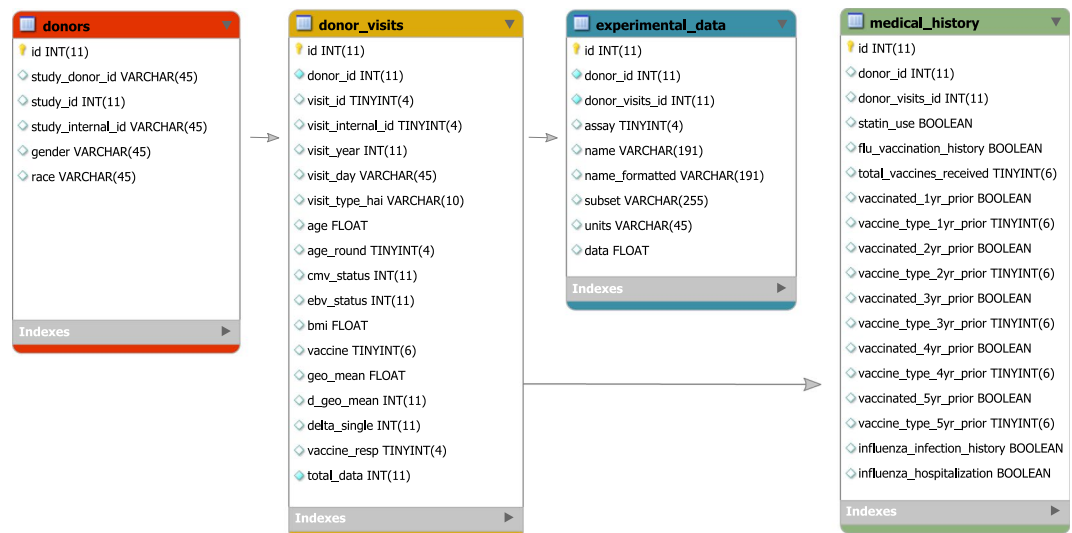 donors
id INT(11)
study_donor_id VARCHAR(45)
study_id INT(11)
study_internal_id VARCHAR(45)
gender VARCHAR(45)
race VARCHAR(45)
Indexes
donor_visits
id INT(11)
donor_id INT(11)
visit_id TINYINT(4)
visit_internal_id TINYINT(4)
visit_year INT(11)
visit_day VARCHAR(45)
visit_type_hai VARCHAR(10)
age FLOAT
age_round TINYINT(4)
cmv_status INT(11)
ebv_status INT(11)
bmi FLOAT
vaccine TINYINT(6)
geo_mean FLOAT
d_geo_mean INT(11)
delta_single INT(11)
vaccine_resp TINYINT(4)
total_data INT(11)
Indexes
experimental_data
id INT(11)
donor_id INT(11)
donor_visits_id INT(11)
assay TINYINT(4)
name VARCHAR(191)
name_formatted VARCHAR(191)
subset VARCHAR(255)
units VARCHAR(45)
data FLOAT
Indexes
medical_history
id INT(11)
donor_id INT(11)
donor_visits_id INT(11)
statin_use BOOLEAN
flu_vaccination_history BOOLEAN
total_vaccines_received TINYINT(6)
vaccinated_1yr_prior BOOLEAN
vaccine_type_1yr_prior TINYINT(6)
vaccinated_2yr_prior BOOLEAN
vaccine_type_2yr_prior TINYINT(6)
vaccinated_3yr_prior BOOLEAN
vaccine_type_3yr_prior TINYINT(6)
vaccinated_4yr_prior BOOLEAN
vaccine_type_4yr_prior TINYINT(6)
vaccinated_5yr_prior BOOLEAN
vaccine_type_5yr_prior TINYINT(6)
influenza_infection_history BOOLEAN
influenza_hospitalization BOOLEAN
Indexes